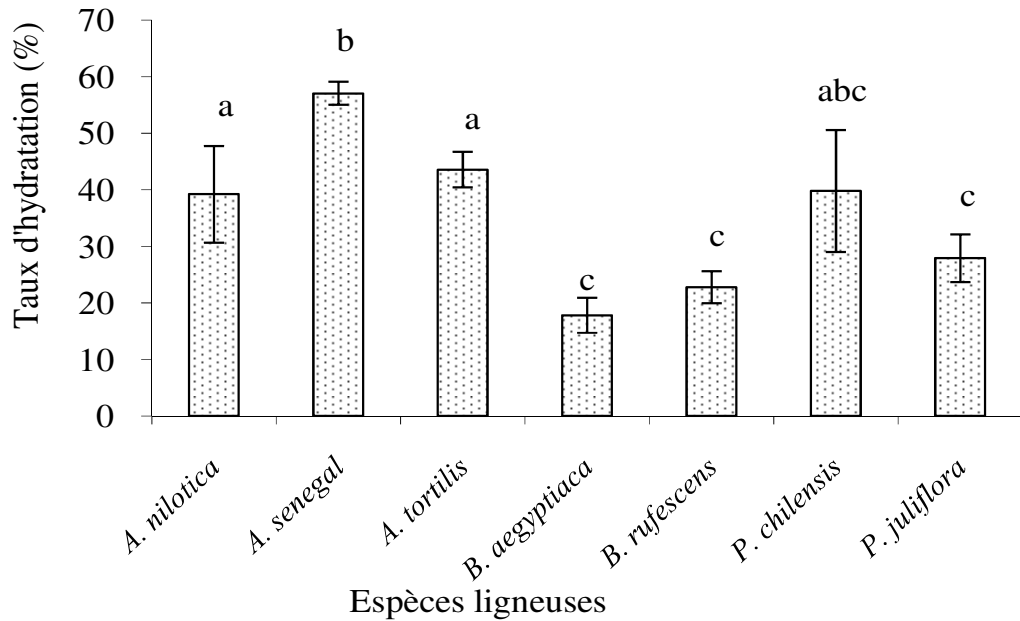 Taux d'hydratation (%)
70
60
50
40
30
20
10
0
a
b
a
c
c
abc
c
A. nilotica
A. senegal
A. tortilis
B. aegyptiaca
B. rufescens
P. chilensis
P. juliflora
Espèces ligneuses